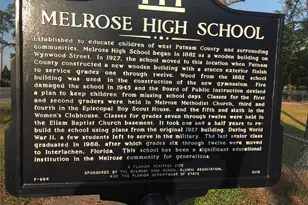 MELROSE HIGH SCHOOL
Established to educate children of west Putnam County and surrounding
communities, Melrose High School began in 1882 as a wooden building on
Wynwood Street. In 1927, the school moved to this location when Putnam
County constructed a new wooden building with a stucco exterior finish
to service grades one through twelve. Wood from the 1882 school
building was used in the construction of the new gymnasium. Fire
damaged the school in 1943 and the Board of Public Instruction devised
a plan to keep children from missing school days. Classes for the first
and second graders were held in Melrose Methodist Church, third and
fourth in the Episcopal Boy Scout House, and the fifth and sixth in the
Women's Clubhouse. Classes for grades seven through twelve were held in
the Eliam Baptist Church basement. It took one and a half years to re-
build the school using plans from the original 1927 building. During World
War II, a few students left to serve in the military. The last senior class
graduated in 1968, after which grades six through twelve were moved
to Interlachen, Florida. This school has been a significant educational
institution in the Melrose community for generations.
A FLORIDA HERITAGE SITE
SPONSORED BY THE MELROSE HIGH SCHOOL ALUMNI ASSOCIATION,
AND THE FLORIDA DEPARTMENT OF STATE